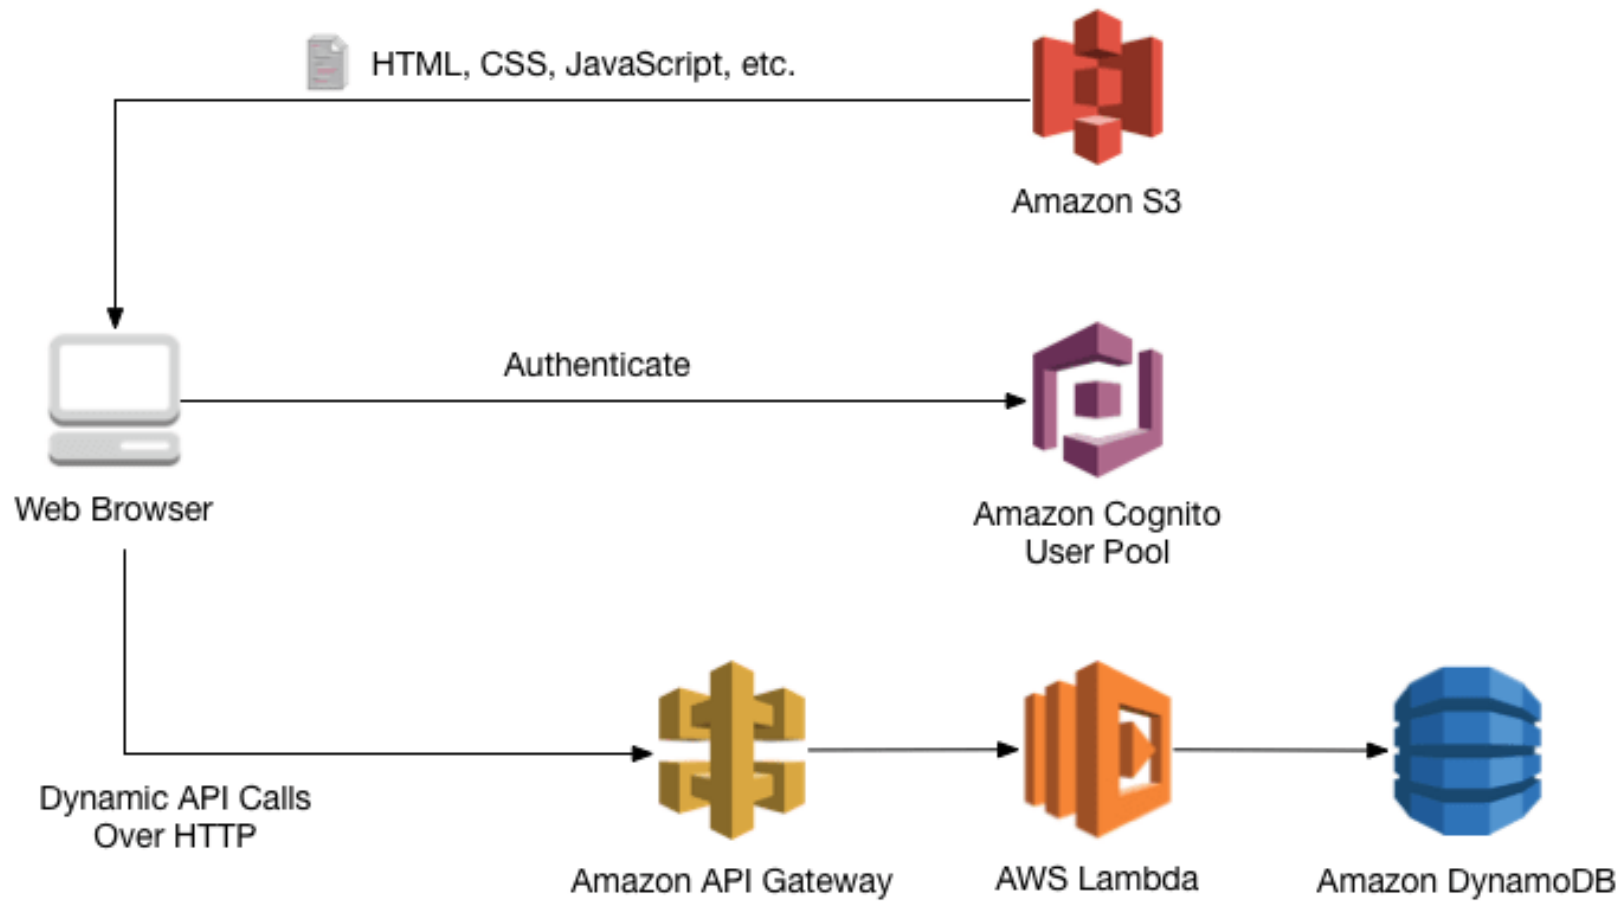 HTML, CSS, JavaScript, etc.
Amazon S3
Authenticate
Web Browser
Amazon Cognito
User Pool
Dynamic API Calls
Over HTTP
Amazon API Gateway
AWS Lambda
Amazon DynamoDB